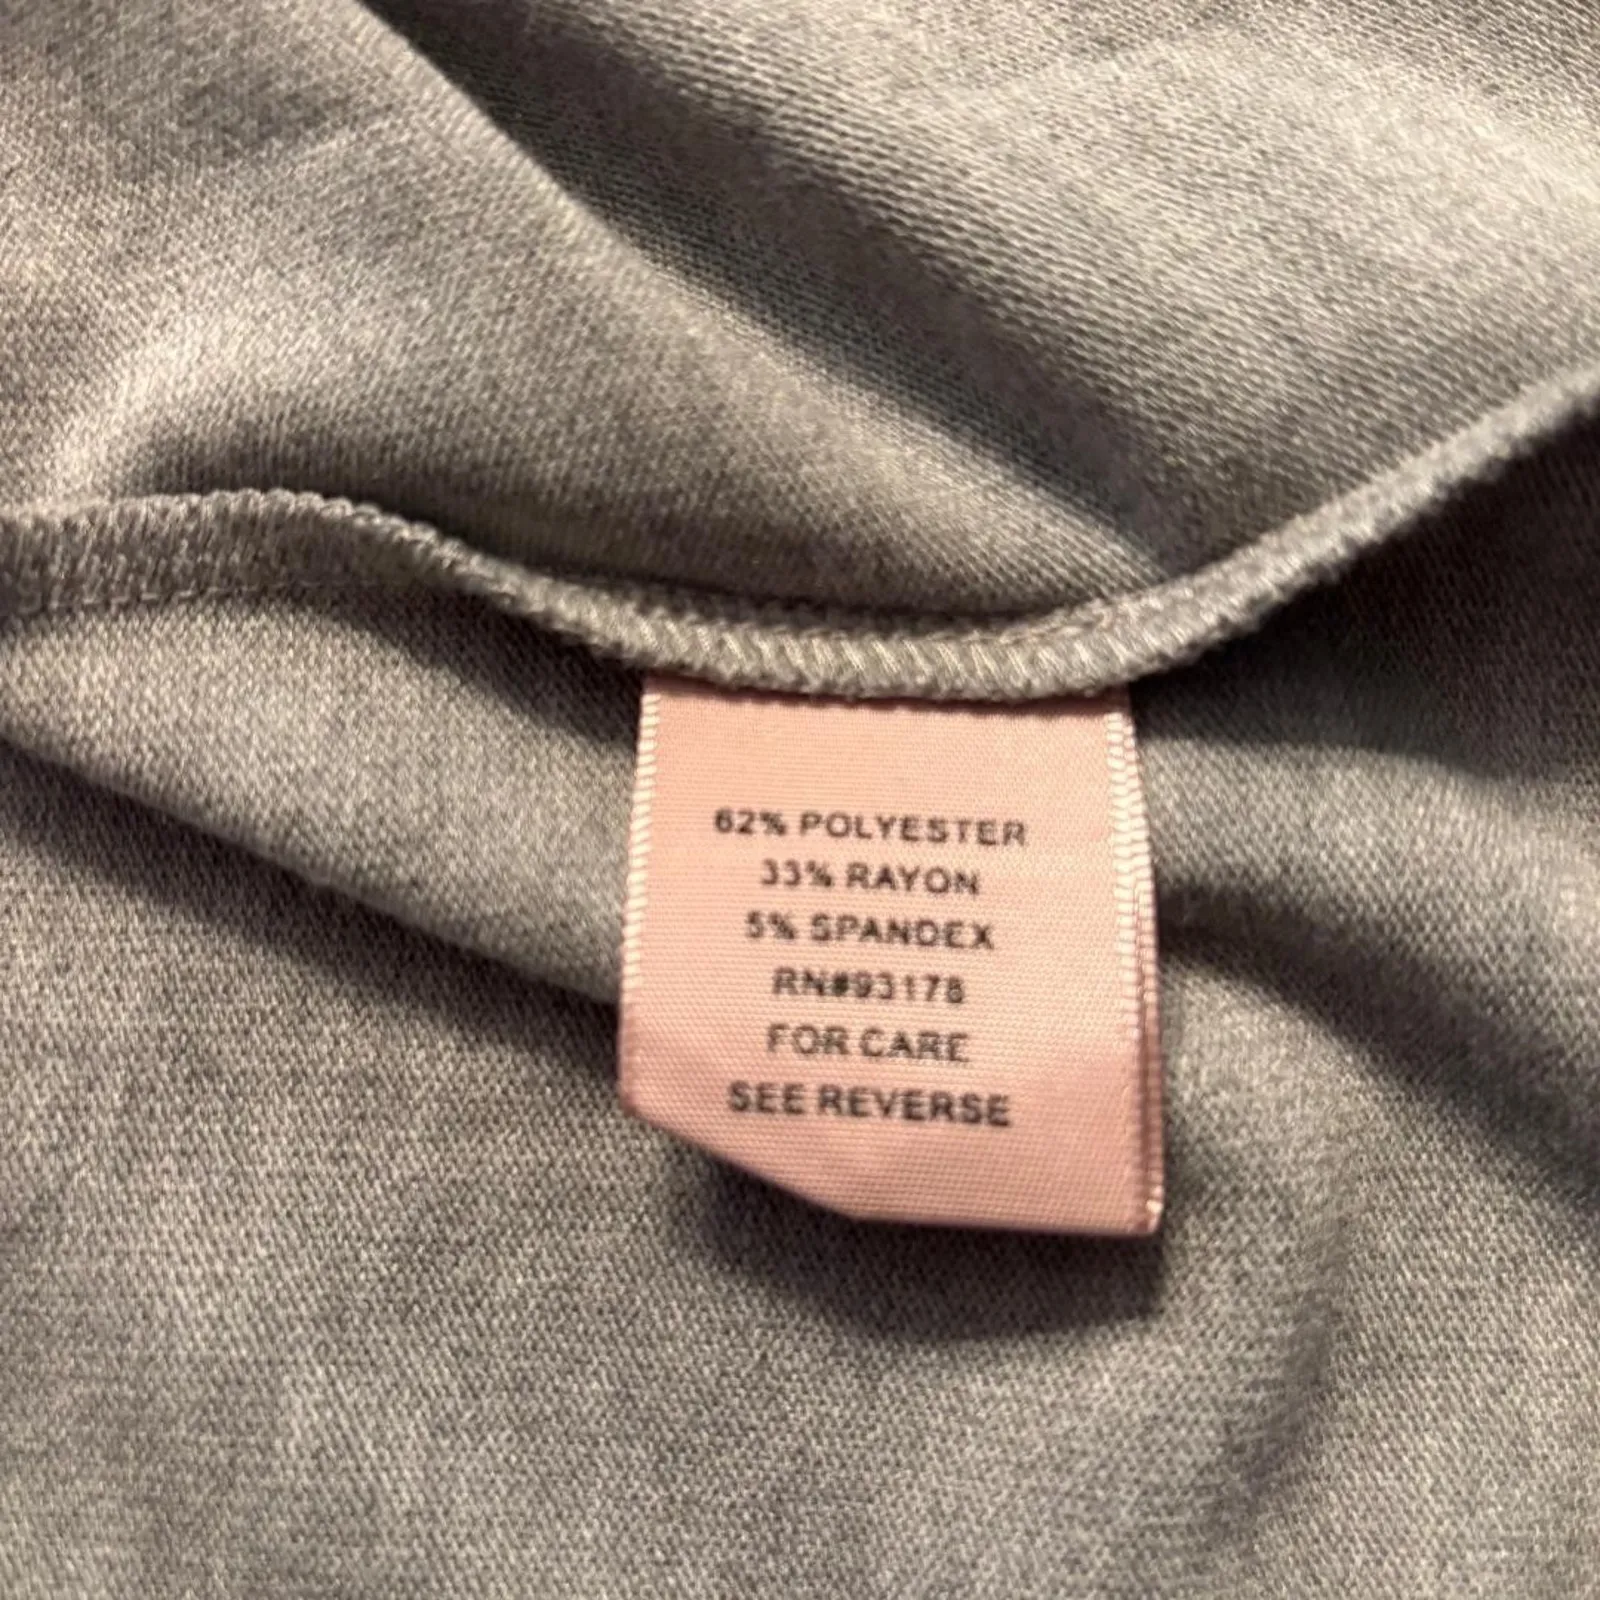 62% POLYESTER
33% RAYON
5% SPANDEX
RN#93178
FOR CARE
SEE REVERSE